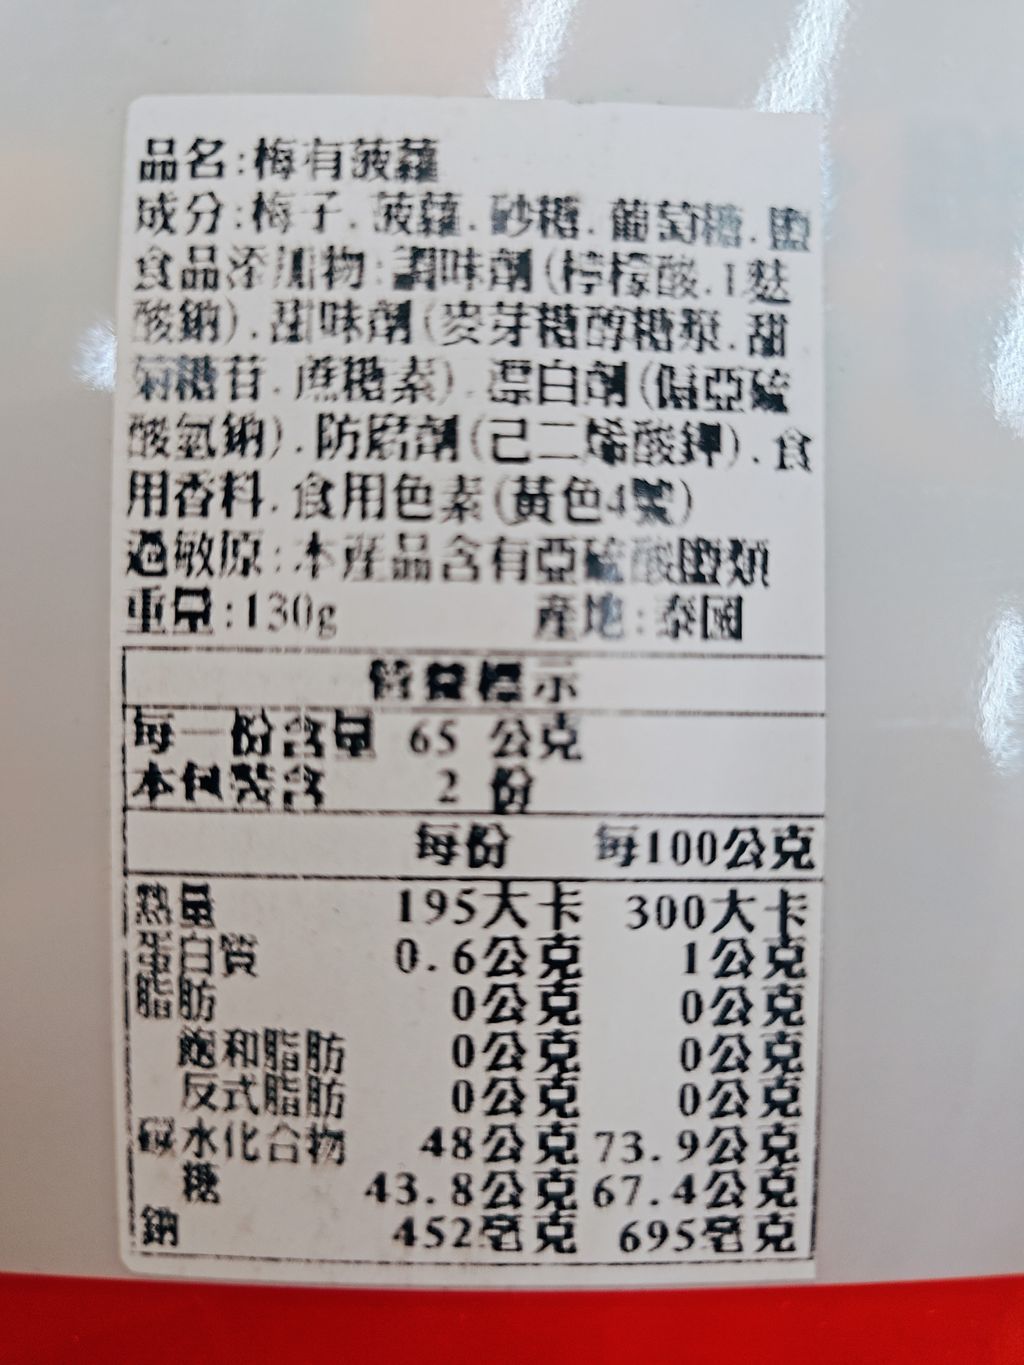 品名:梅有菠蘿
成分:梅子.菠蘿.砂糖.葡萄糖.鹽
食品添加物:調味劑(檸檬酸.L麩
酸鈉).甜味劑(麥芽糖醇糖漿.甜
菊糖苷.蔗糖素).漂白劑(偏亞硫
酸氫鈉).防腐劑(己二烯酸鉀).食
用香料.食用色素(黃色4號)
過敏原:本產品含有亞硫酸鹽類
重量:130g 產地:泰國
營養標示
每一份含量 65 公克
本包裝含 2 份
每份 每100公克
熱量 195大卡 300大卡
蛋白質 0.6公克 1公克
脂肪 0公克 0公克
飽和脂肪 0公克 0公克
反式脂肪 0公克 0公克
碳水化合物 48公克 73.9公克
糖 43.8公克 67.4公克
鈉 452毫克 695毫克